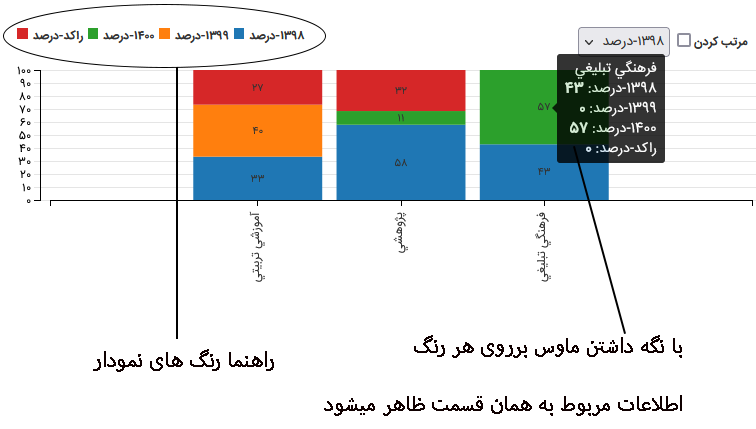 مرتب کردن
۱۳۹۸-درصد
۱۳۹۸-درصد ۱۳۹۹-درصد ۱۴۰۰-درصد راکد-درصد
فرهنگي تبليغي
۱۳۹۸-درصد: ۴۳
۱۳۹۹-درصد: ۰
۱۴۰۰-درصد: ۵۷
راکد-درصد: ۰
۱۰۰
۹۰
۸۰
۷۰
۶۰
۵۰
۴۰
۳۰
۲۰
۱۰
۰
۲۷
۴۰
۳۳
۳۲
۱۱
۵۸
۵۷
۴۳
آموزشي تربيتي
پژوهشي
فرهنگي تبليغي
با نگه داشتن ماوس برروی هر رنگ
اطلاعات مربوط به همان قسمت ظاهر میشود
راهنما رنگ های نمودار